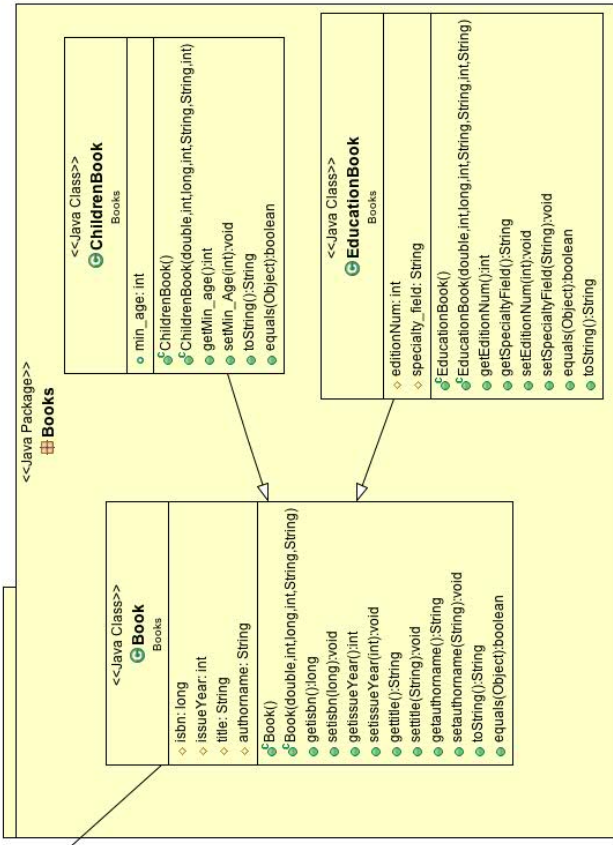 <<Java Package>>
Books
<<Java Class>>
Book
Books
isbn: long
issueYear: int
title: String
authorname: String
Book()
Book(double,int,long,int,String,String)
getisbn():long
setisbn(long):void
getissueYear():int
setissueYear(int):void
gettitle():String
settitle(String):void
getauthorname():String
setauthorname(String):void
toString():String
equals(Object):boolean
<<Java Class>>
ChildrenBook
Books
min_age: int
ChildrenBook()
ChildrenBook(double,int,long,int,String,String,int)
getMin_age():int
setMin_Age(int):void
toString():String
equals(Object):boolean
<<Java Class>>
EducationBook
Books
editionNum: int
specialty_field: String
EducationBook()
EducationBook(double,int,long,int,String,String,int,String)
getEditionNum():int
getSpecialtyField():String
setEditionNum(int):void
setSpecialtyField(String):void
equals(Object):boolean
toString():String